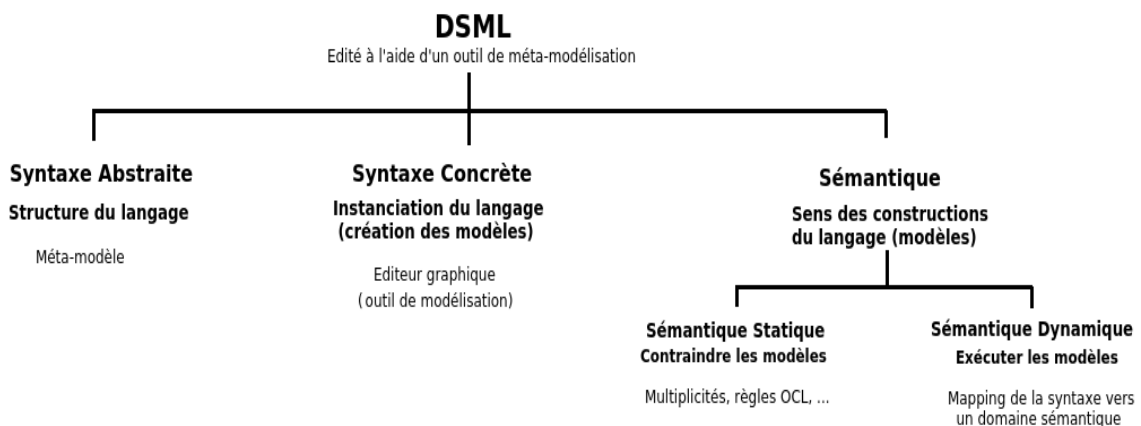 DSML
Edité à l'aide d'un outil de méta-modélisation
Syntaxe Abstraite
Structure du langage
Méta-modèle
Syntaxe Concrète
Instanciation du langage
(création des modèles)
Editeur graphique
(outil de modélisation)
Sémantique
Sens des constructions
du langage (modèles)
Sémantique Statique
Contraindre les modèles
Multiplicités, règles OCL, ...
Sémantique Dynamique
Exécuter les modèles
Mapping de la syntaxe vers
un domaine sémantique